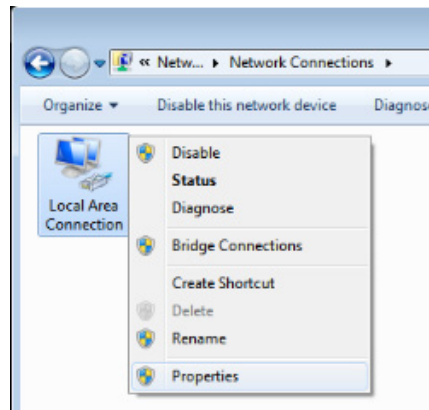 « Netw... ▸ Network Connections ▸
Organize ▾ Disable this network device Diagnos
Disable
Status
Diagnose
Bridge Connections
Create Shortcut
Delete
Rename
Properties
Local Area
Connection